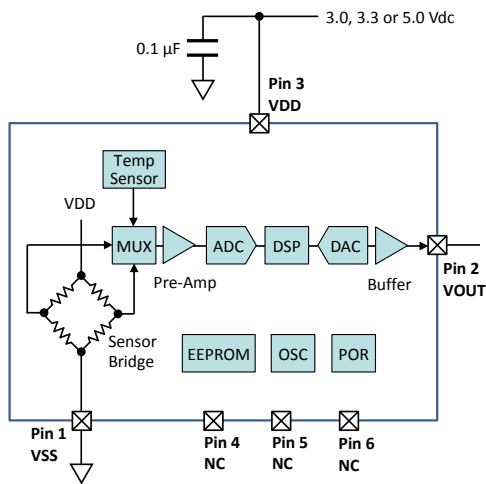 3.0, 3.3 or 5.0 Vdc
0.1 µF
Pin 3
VDD
Temp
Sensor
VDD
MUX
ADC
DSP
DAC
Pre-Amp
Buffer
Pin 2
VOUT
Sensor
Bridge
EEPROM
OSC
POR
Pin 1
VSS
Pin 4
NC
Pin 5
NC
Pin 6
NC